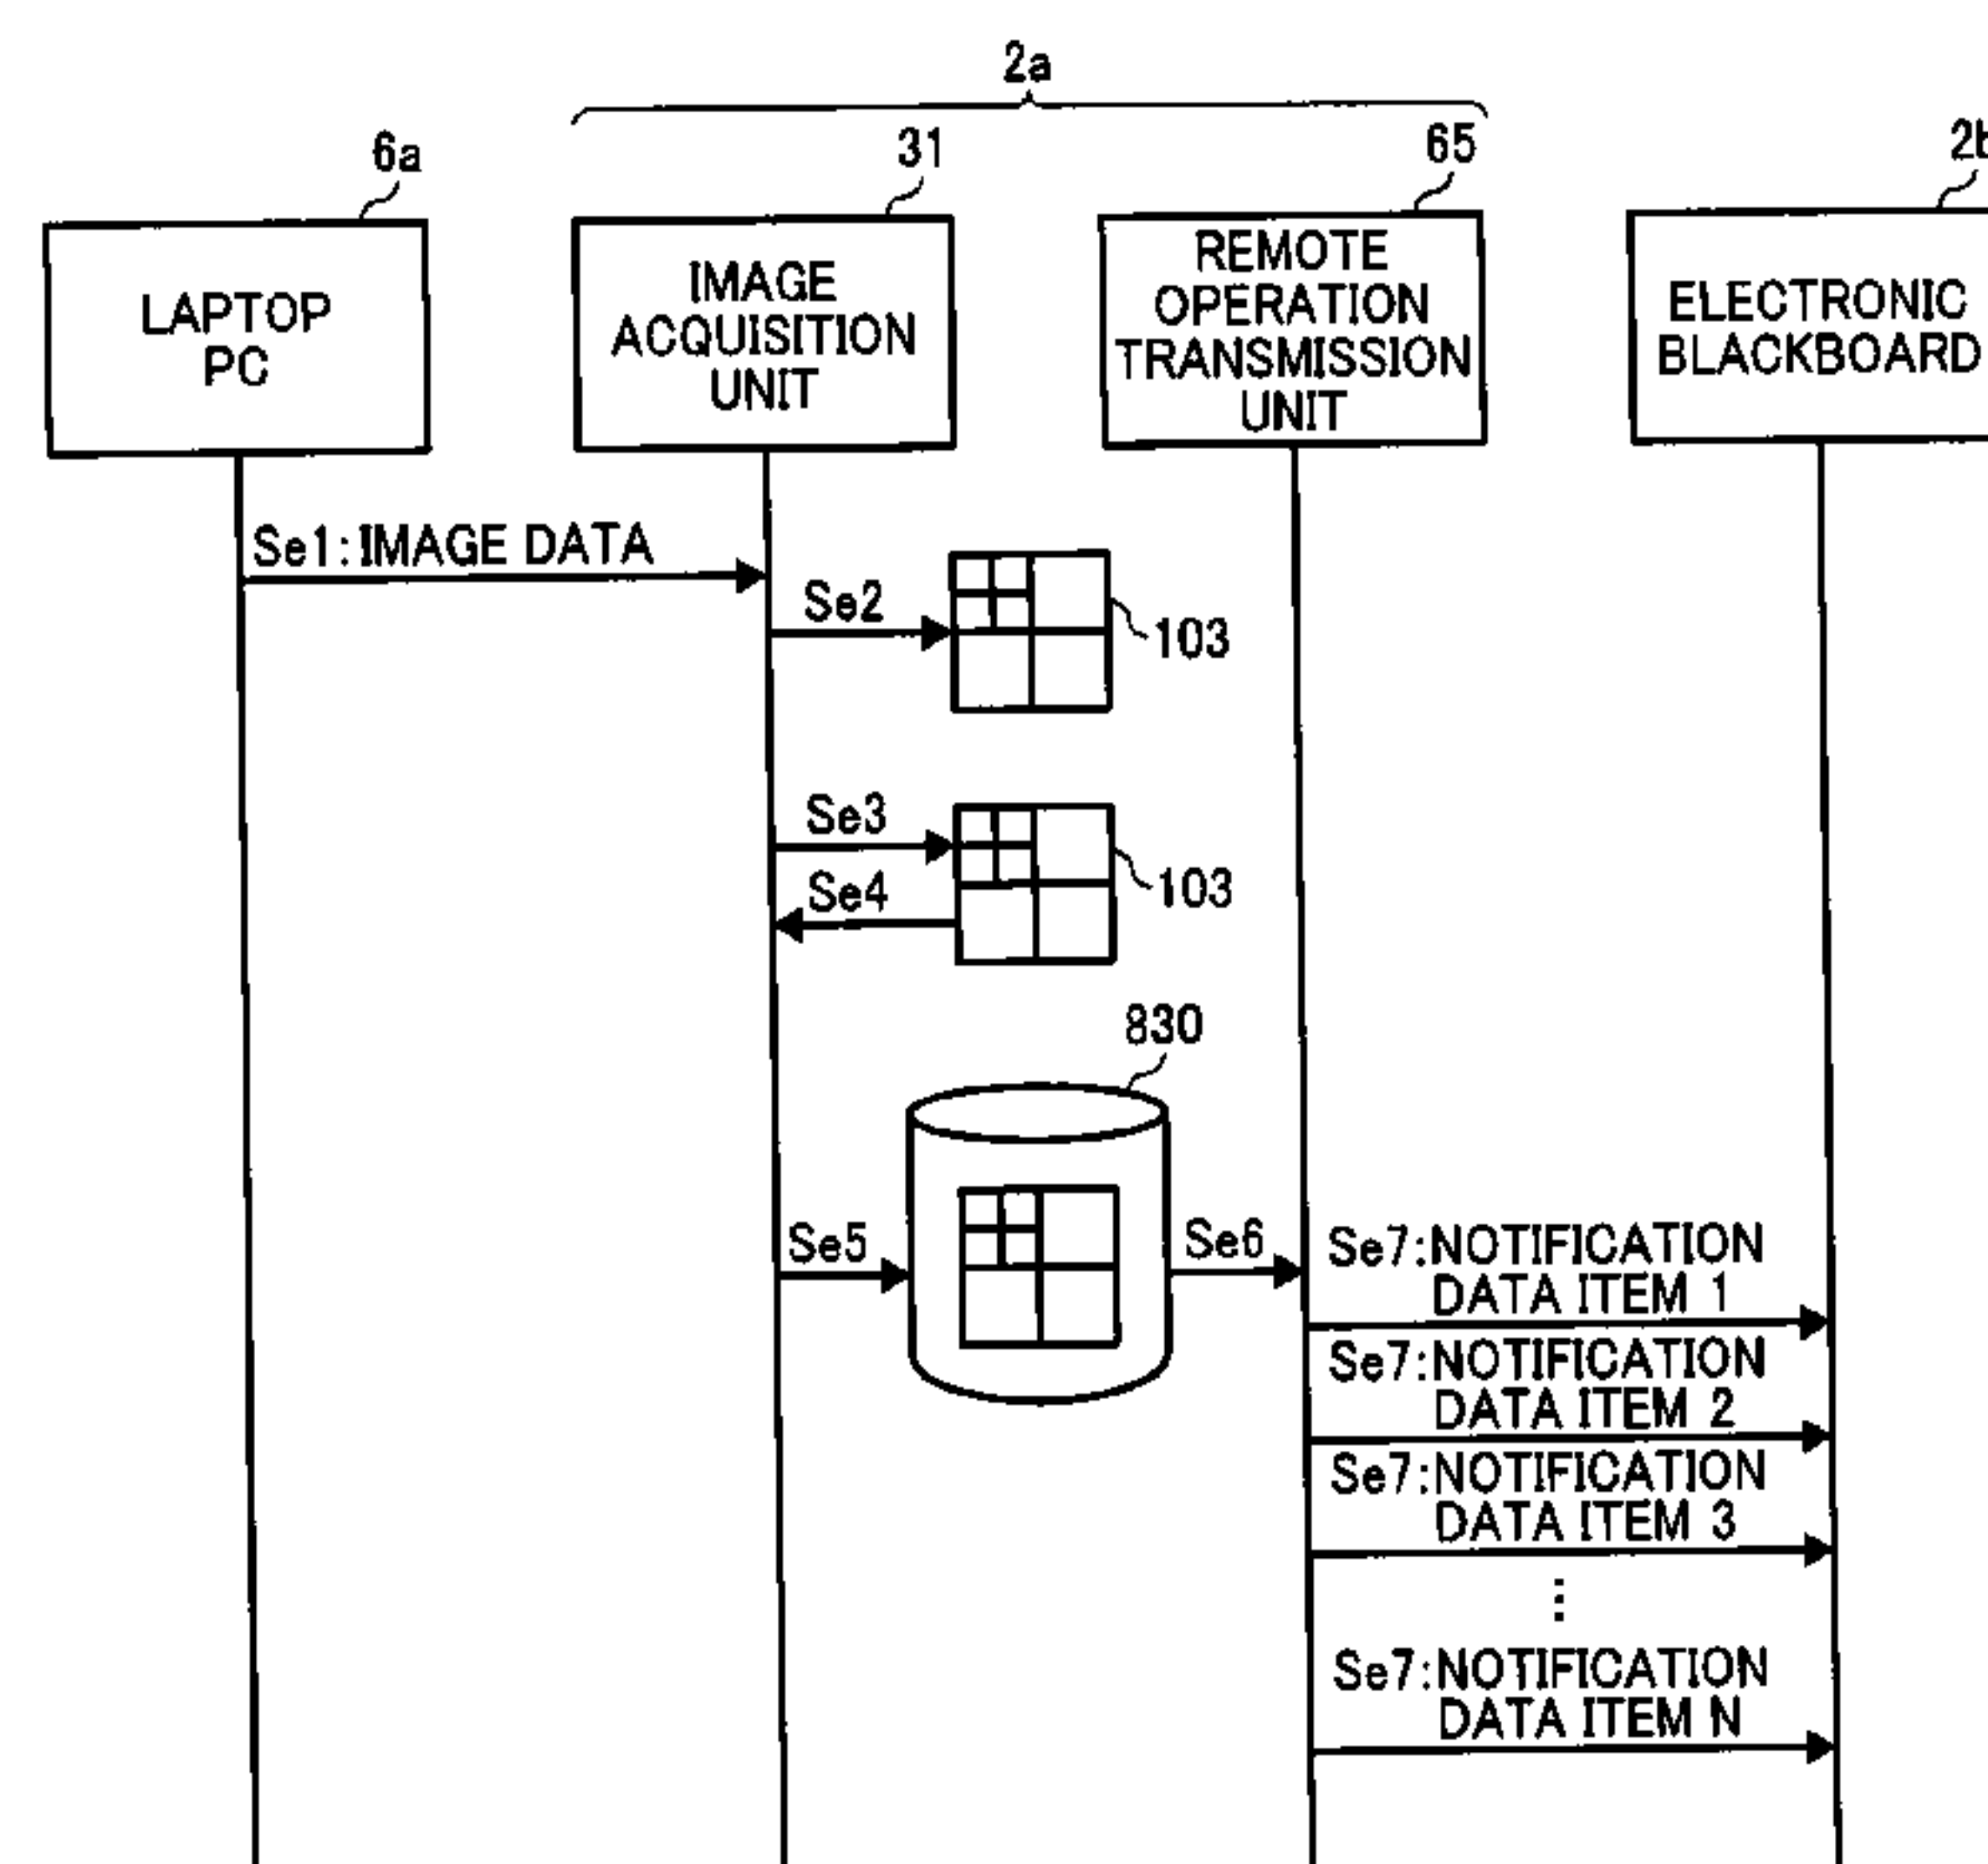 2a
6a
31
65
2b
LAPTOP
PC
IMAGE
ACQUISITION
UNIT
REMOTE
OPERATION
TRANSMISSION
UNIT
ELECTRONIC
BLACKBOARD
Se1: IMAGE DATA
Se2
103
Se3
Se4
103
830
Se5
Se6
Se7:NOTIFICATION
DATA ITEM 1
Se7:NOTIFICATION
DATA ITEM 2
Se7:NOTIFICATION
DATA ITEM 3
⋮
Se7:NOTIFICATION
DATA ITEM N